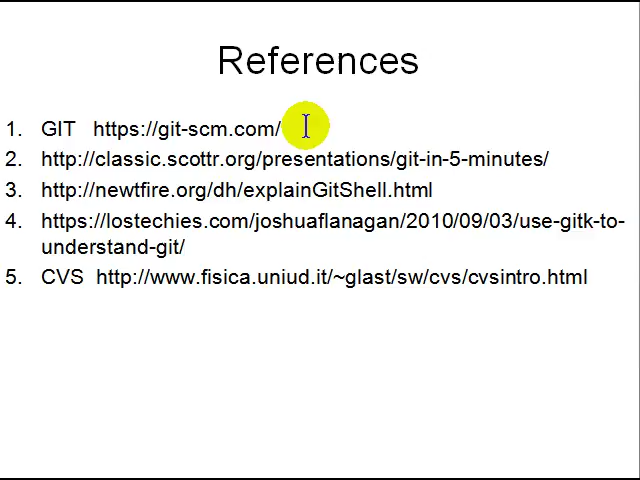 References
1. GIT https://git-scm.com/
2. http://classic.scottr.org/presentations/git-in-5-minutes/
3. http://newtfire.org/dh/explainGitShell.html
4. https://lostechies.com/joshuaflanagan/2010/09/03/use-gitk-to-
understand-git/
5. CVS http://www.fisica.uniud.it/~glast/sw/cvs/cvsintro.html